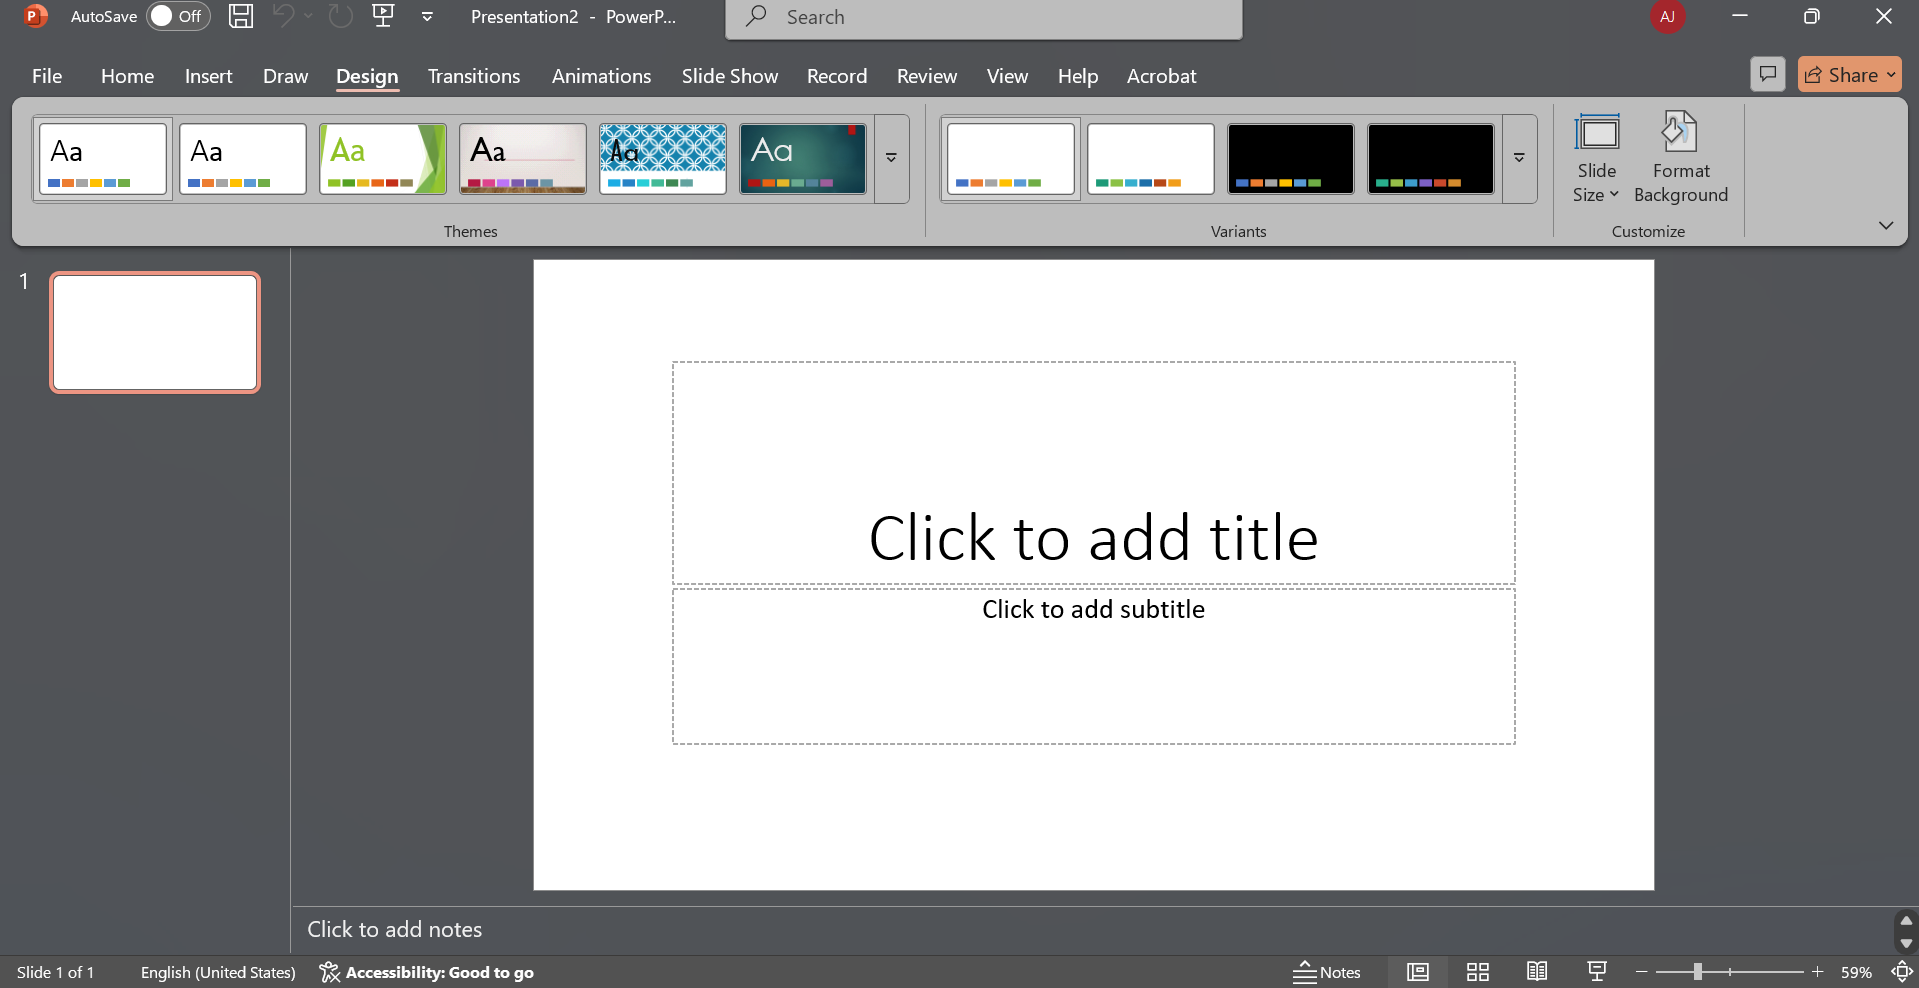 AutoSave Off Presentation2 - PowerP... Search AJ
File Home Insert Draw Design Transitions Animations Slide Show Record Review View Help Acrobat Share
Aa Aa Aa Aa Aa Aa
Slide Size
Format Background
Themes Variants Customize
1
Click to add title
Click to add subtitle
Click to add notes
Slide 1 of 1 English (United States) Accessibility: Good to go Notes 59%